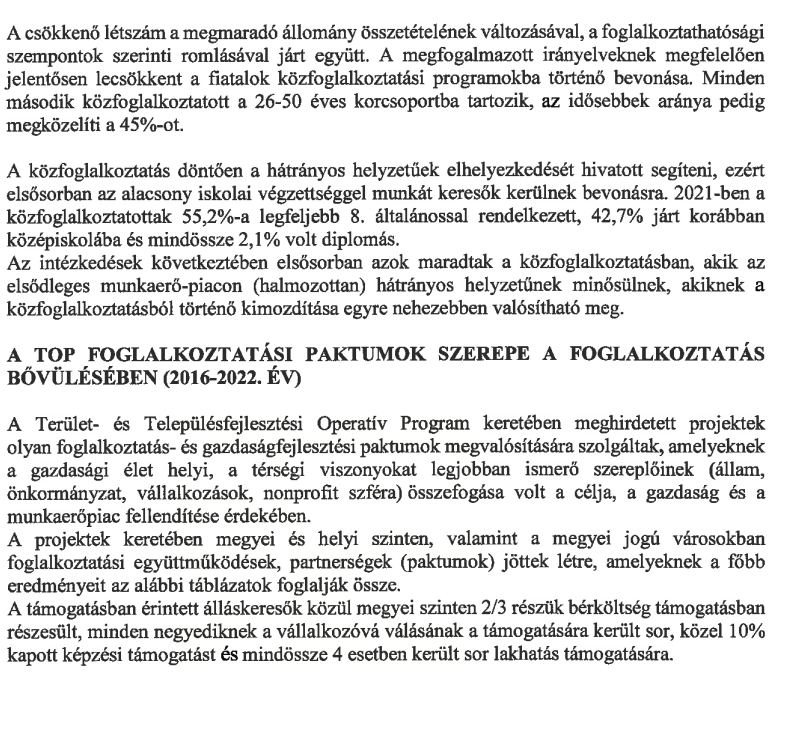 A csökkenő létszám a megmaradó állomány összetételének változásával, a foglalkoztathatósági
szempontok szerinti romlásával járt együtt. A megfogalmazott irányelveknek megfelelően
jelentősen lecsökkent a fiatalok közfoglalkoztatási programokba történő bevonása. Minden
második közfoglalkoztatott a 26-50 éves korcsoportba tartozik, az idősebbek aránya pedig
megközelíti a 45%-ot.
A közfoglalkoztatás döntően a hátrányos helyzetűek elhelyezkedését hivatott segíteni, ezért
elsősorban az alacsony iskolai végzettséggel munkát keresők kerülnek bevonásra. 2021-ben a
közfoglalkoztatottak 55,2%-a legfeljebb 8. általánossal rendelkezett, 42,7% járt korábban
középiskolába és mindössze 2,1% volt diplomás.
Az intézkedések következtében elsősorban azok maradtak a közfoglalkoztatásban, akik az
elsődleges munkaerő-piacon (halmozottan) hátrányos helyzetűnek minősülnek, akiknek a
közfoglalkoztatásból történő kimozdítása egyre nehezebben valósítható meg.
A TOP FOGLALKOZTATÁSI PAKTUMOK SZEREPE A FOGLALKOZTATÁS
BŐVÜLÉSÉBEN (2016-2022. ÉV)
A Terület- és Településfejlesztési Operatív Program keretében meghirdetett projektek
olyan foglalkoztatás- és gazdaságfejlesztési paktumok megvalósítására szolgáltak, amelyeknek
a gazdasági élet helyi, a térségi viszonyokat legjobban ismerő szereplőinek (állam,
önkormányzat, vállalkozások, nonprofit szféra) összefogása volt a célja, a gazdaság és a
munkaerőpiac fellendítése érdekében.
A projektek keretében megyei és helyi szinten, valamint a megyei jogú városokban
foglalkoztatási együttműködések, partnerségek (paktumok) jöttek létre, amelyeknek a főbb
eredményeit az alábbi táblázatok foglalják össze.
A támogatásban érintett álláskeresők közül megyei szinten 2/3 részük bérköltség támogatásban
részesült, minden negyediknek a vállalkozóvá válásának a támogatására került sor, közel 10%
kapott képzési támogatást és mindössze 4 esetben került sor lakhatás támogatására.